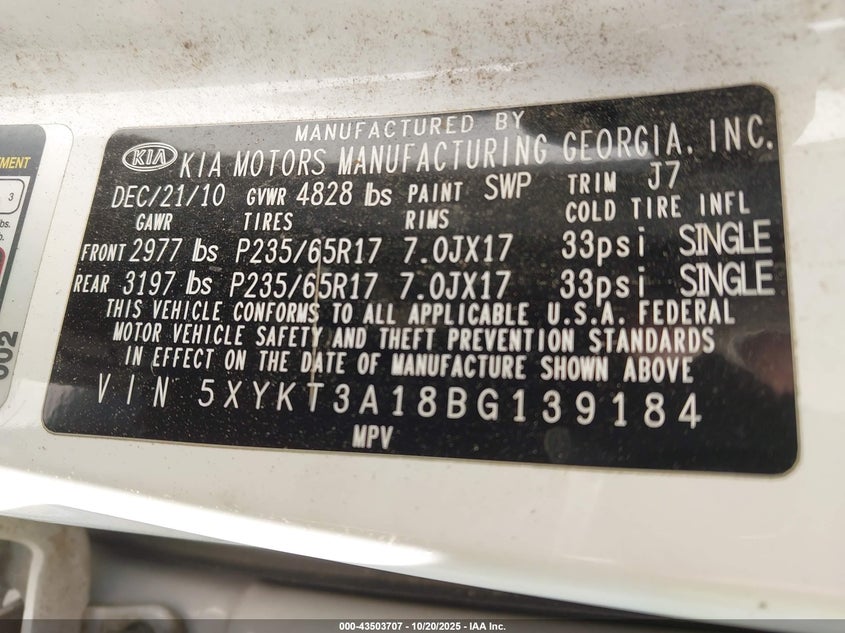 MANUFACTURED BY
KIA KIA MOTORS MANUFACTURING GEORGIA, INC.
DEC/21/10 GVWR 4828 lbs PAINT SWP TRIM J7
GAWR TIRES RIMS COLD TIRE INFL
FRONT 2977 lbs P235/65R17 7.0JX17 33psi SINGLE
REAR 3197 lbs P235/65R17 7.0JX17 33psi SINGLE
THIS VEHICLE CONFORMS TO ALL APPLICABLE U.S.A. FEDERAL
MOTOR VEHICLE SAFETY AND THEFT PREVENTION STANDARDS
IN EFFECT ON THE DATE OF MANUFACTURE SHOWN ABOVE
VIN 5XYKT3A18BG139184
MPV
3
002
000-43503707 - 10/20/2025 - IAA Inc.